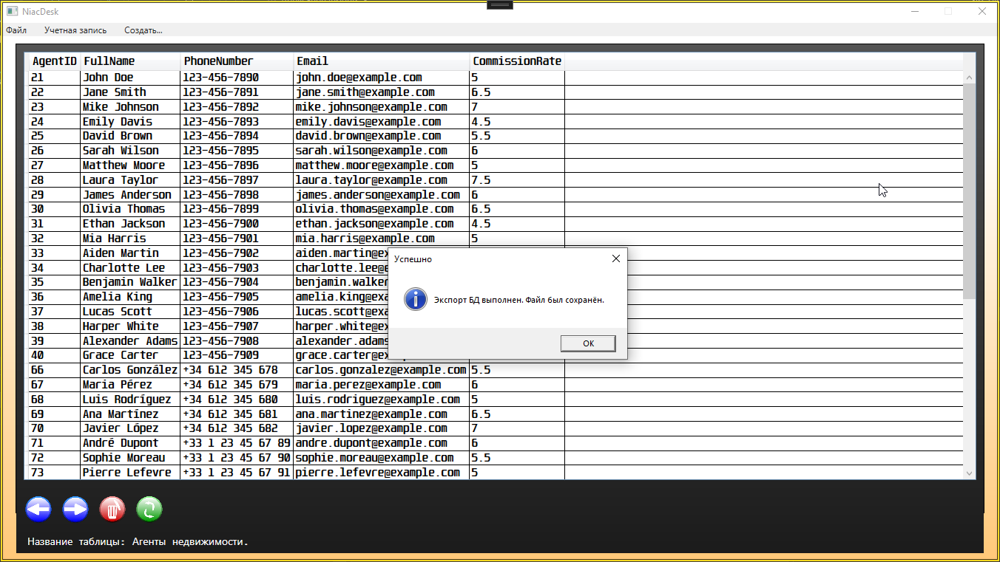 NiacDesk
Файл Учетная запись Создать...
AgentID FullName PhoneNumber Email CommissionRate
21 John Doe 123-456-7890 john.doe@example.com 5
22 Jane Smith 123-456-7891 jane.smith@example.com 6.5
23 Mike Johnson 123-456-7892 mike.johnson@example.com 7
24 Emily Davis 123-456-7893 emily.davis@example.com 4.5
25 David Brown 123-456-7894 david.brown@example.com 5.5
26 Sarah Wilson 123-456-7895 sarah.wilson@example.com 6
27 Matthew Moore 123-456-7896 matthew.moore@example.com 5
28 Laura Taylor 123-456-7897 laura.taylor@example.com 7.5
29 James Anderson 123-456-7898 james.anderson@example.com 6
30 Olivia Thomas 123-456-7899 olivia.thomas@example.com 6.5
31 Ethan Jackson 123-456-7900 ethan.jackson@example.com 4.5
32 Mia Harris 123-456-7901 mia.harris@example.com 5
33 Aiden Martin 123-456-7902 aiden.martin@ex
34 Charlotte Lee 123-456-7903 charlotte.lee@e
35 Benjamin Walker 123-456-7904 benjamin.walker
36 Amelia King 123-456-7905 amelia.king@exa
37 Lucas Scott 123-456-7906 lucas.scott@exa
38 Harper White 123-456-7907 harper.white@ex
39 Alexander Adams 123-456-7908 alexander.adams
40 Grace Carter 123-456-7909 grace.carter@ex
66 Carlos González +34 612 345 678 carlos.gonzalez@example.com 5.5
67 Maria Pérez +34 612 345 679 maria.perez@example.com 6
68 Luis Rodríguez +34 612 345 680 luis.rodriguez@example.com 5
69 Ana Martínez +34 612 345 681 ana.martinez@example.com 6.5
70 Javier López +34 612 345 682 javier.lopez@example.com 7
71 André Dupont +33 1 23 45 67 89 andre.dupont@example.com 6
72 Sophie Moreau +33 1 23 45 67 90 sophie.moreau@example.com 5.5
73 Pierre Lefevre +33 1 23 45 67 91 pierre.lefevre@example.com 5
Успешно
Экспорт БД выполнен. Файл был сохранён.
OK
Название таблицы: Агенты недвижимости.